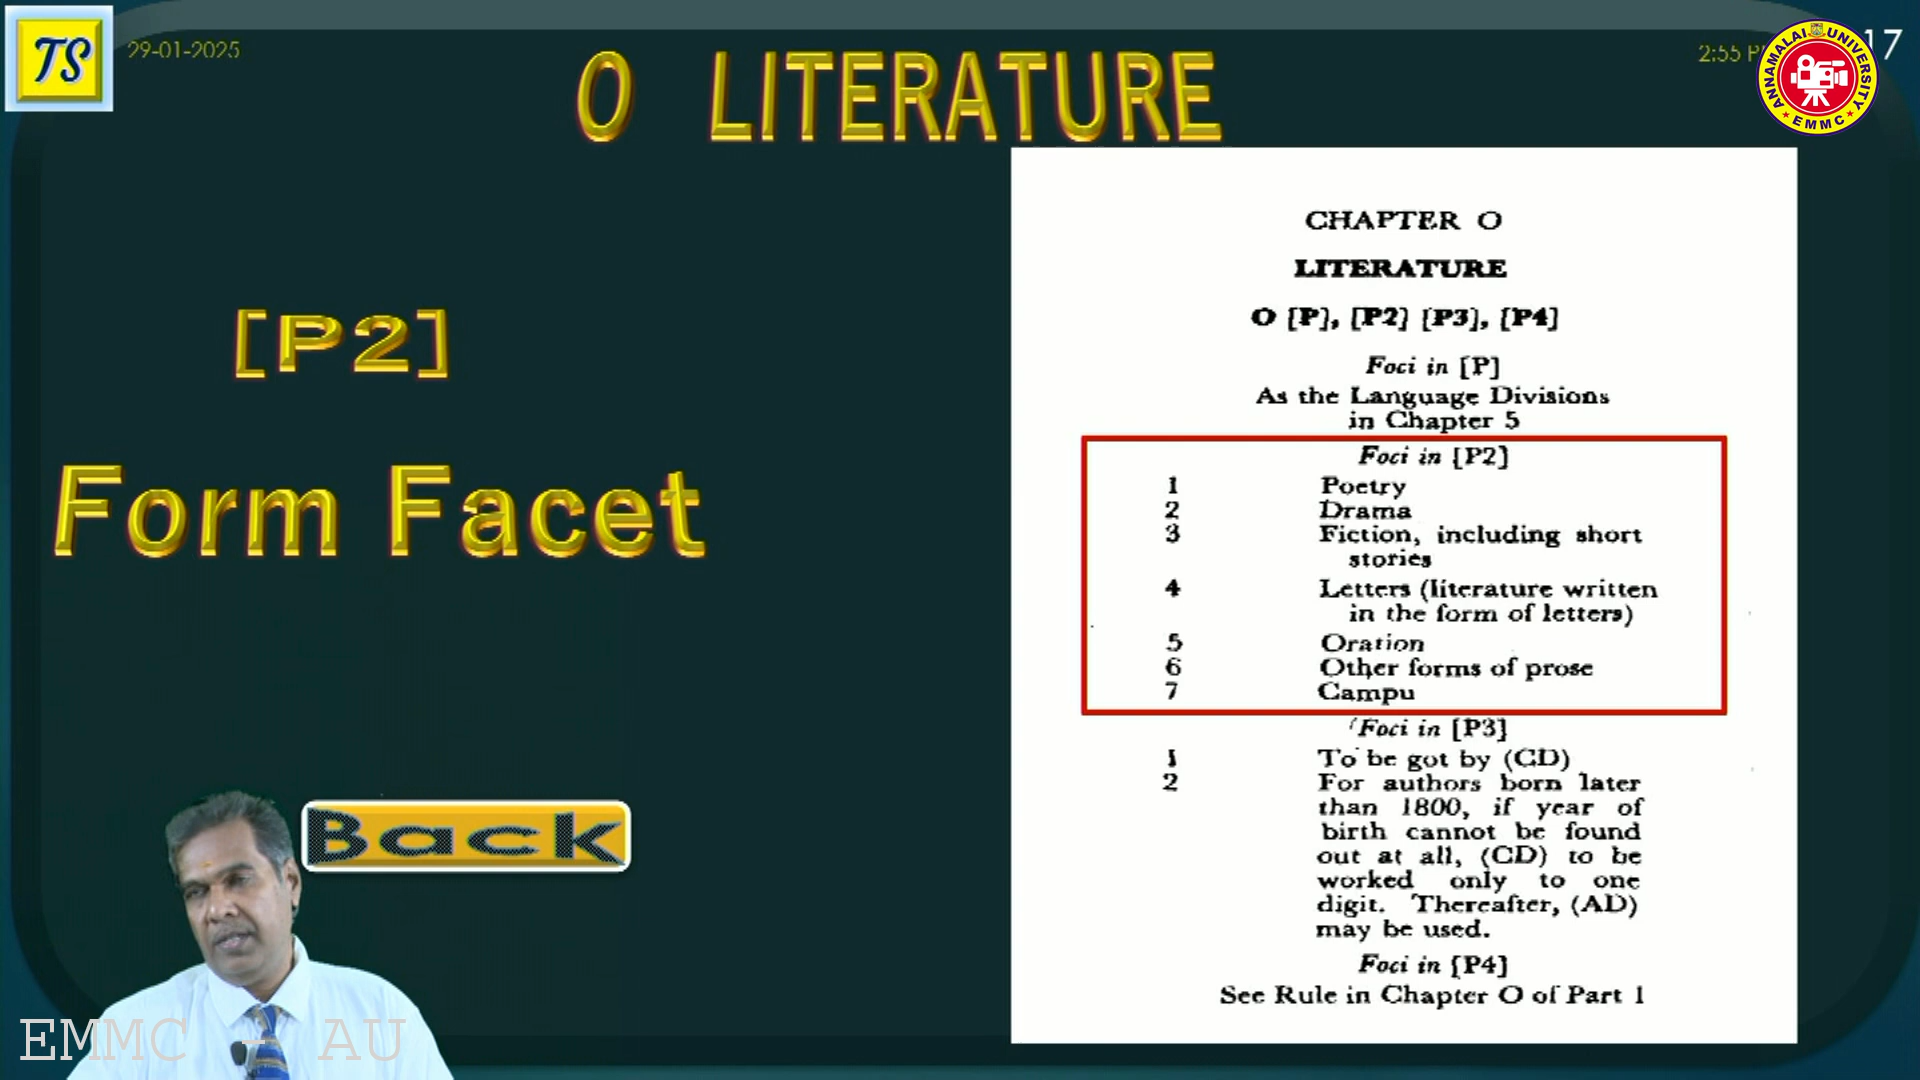 TS
29-01-2025
O LITERATURE
2:55 P
17
ANNAMALAI UNIVERSITY
EMMC
[P2]
Form Facet
Back
CHAPTER O
LITERATURE
O [P], [P2] [P3], [P4]
Foci in [P]
As the Language Divisions
in Chapter 5
Foci in [P2]
1 Poetry
2 Drama
3 Fiction, including short
stories
4 Letters (literature written
in the form of letters)
5 Oration
6 Other forms of prose
7 Campu
Foci in [P3]
1 To be got by (CD)
2 For authors born later
than 1800, if year of
birth cannot be found
out at all, (CD) to be
worked only to one
digit. Thereafter, (AD)
may be used.
Foci in [P4]
See Rule in Chapter O of Part 1
EMMC - AU